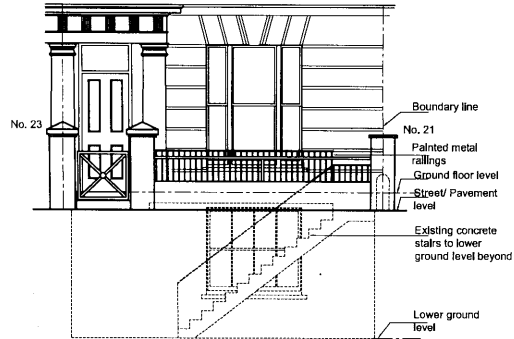 Boundary line
No. 23
No. 21
Painted metal
railings
Ground floor level
Street/ Pavement
level
Existing concrete
stairs to lower
ground level beyond
Lower ground
level